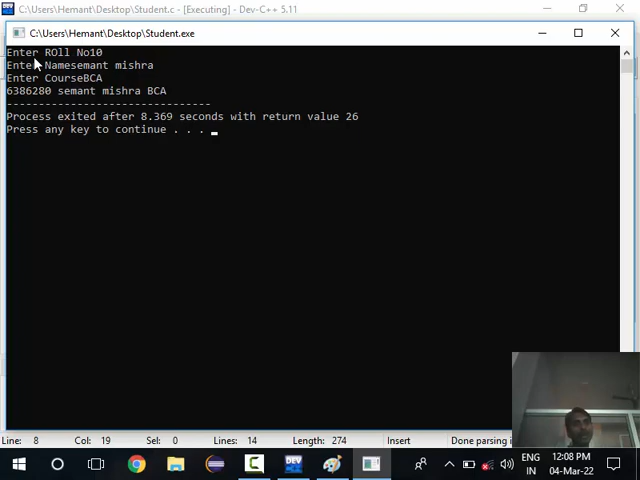 C:\Users\Hemant\Desktop\Student.c - [Executing] - Dev-C++ 5.11
C:\Users\Hemant\Desktop\Student.exe
Enter ROll No10
Enter Namesemant mishra
Enter CourseBCA
6386280 semant mishra BCA
--------------------------------
Process exited after 8.369 seconds with return value 26
Press any key to continue . . .
Line: 8 Col: 19 Sel: 0 Lines: 14 Length: 274 Insert Done parsing i
DEV
ENG 12:08 PM
IN 04-Mar-22